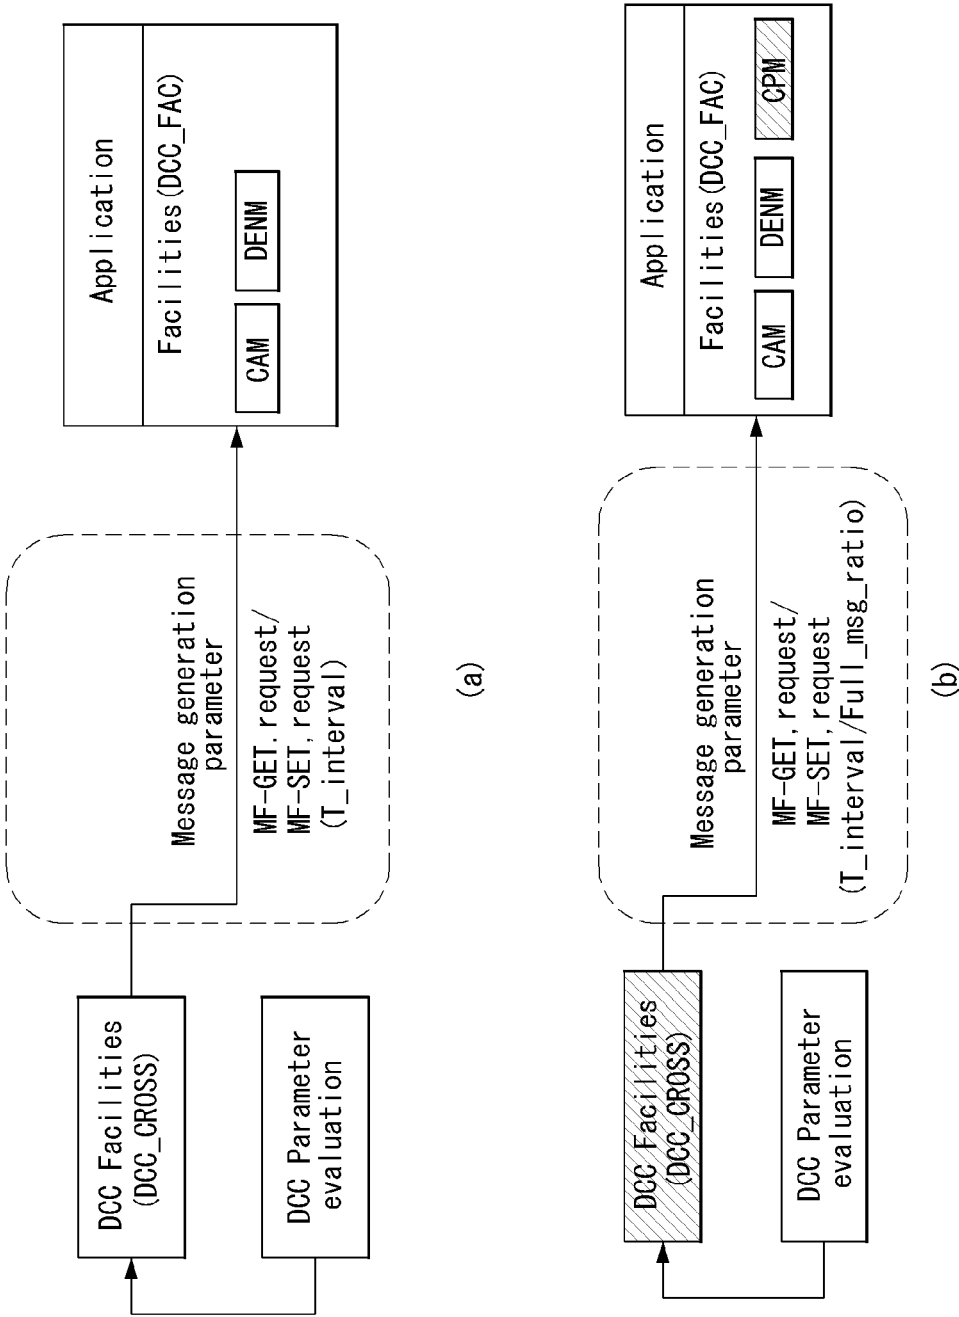 DCC Facilities
(DCC_CROSS)
DCC Parameter
evaluation
Message generation
parameter
MF-GET.request/
MF-SET,request
(T_interval)
Application
Facilities(DCC_FAC)
CAM
DENM
(a)
DCC Facilities
(DCC_CROSS)
DCC Parameter
evaluation
Message generation
parameter
MF-GET,request/
MF-SET,request
(T_interval/Full_msg_ratio)
Application
Facilities(DCC_FAC)
CAM
DENM
CPM
(b)